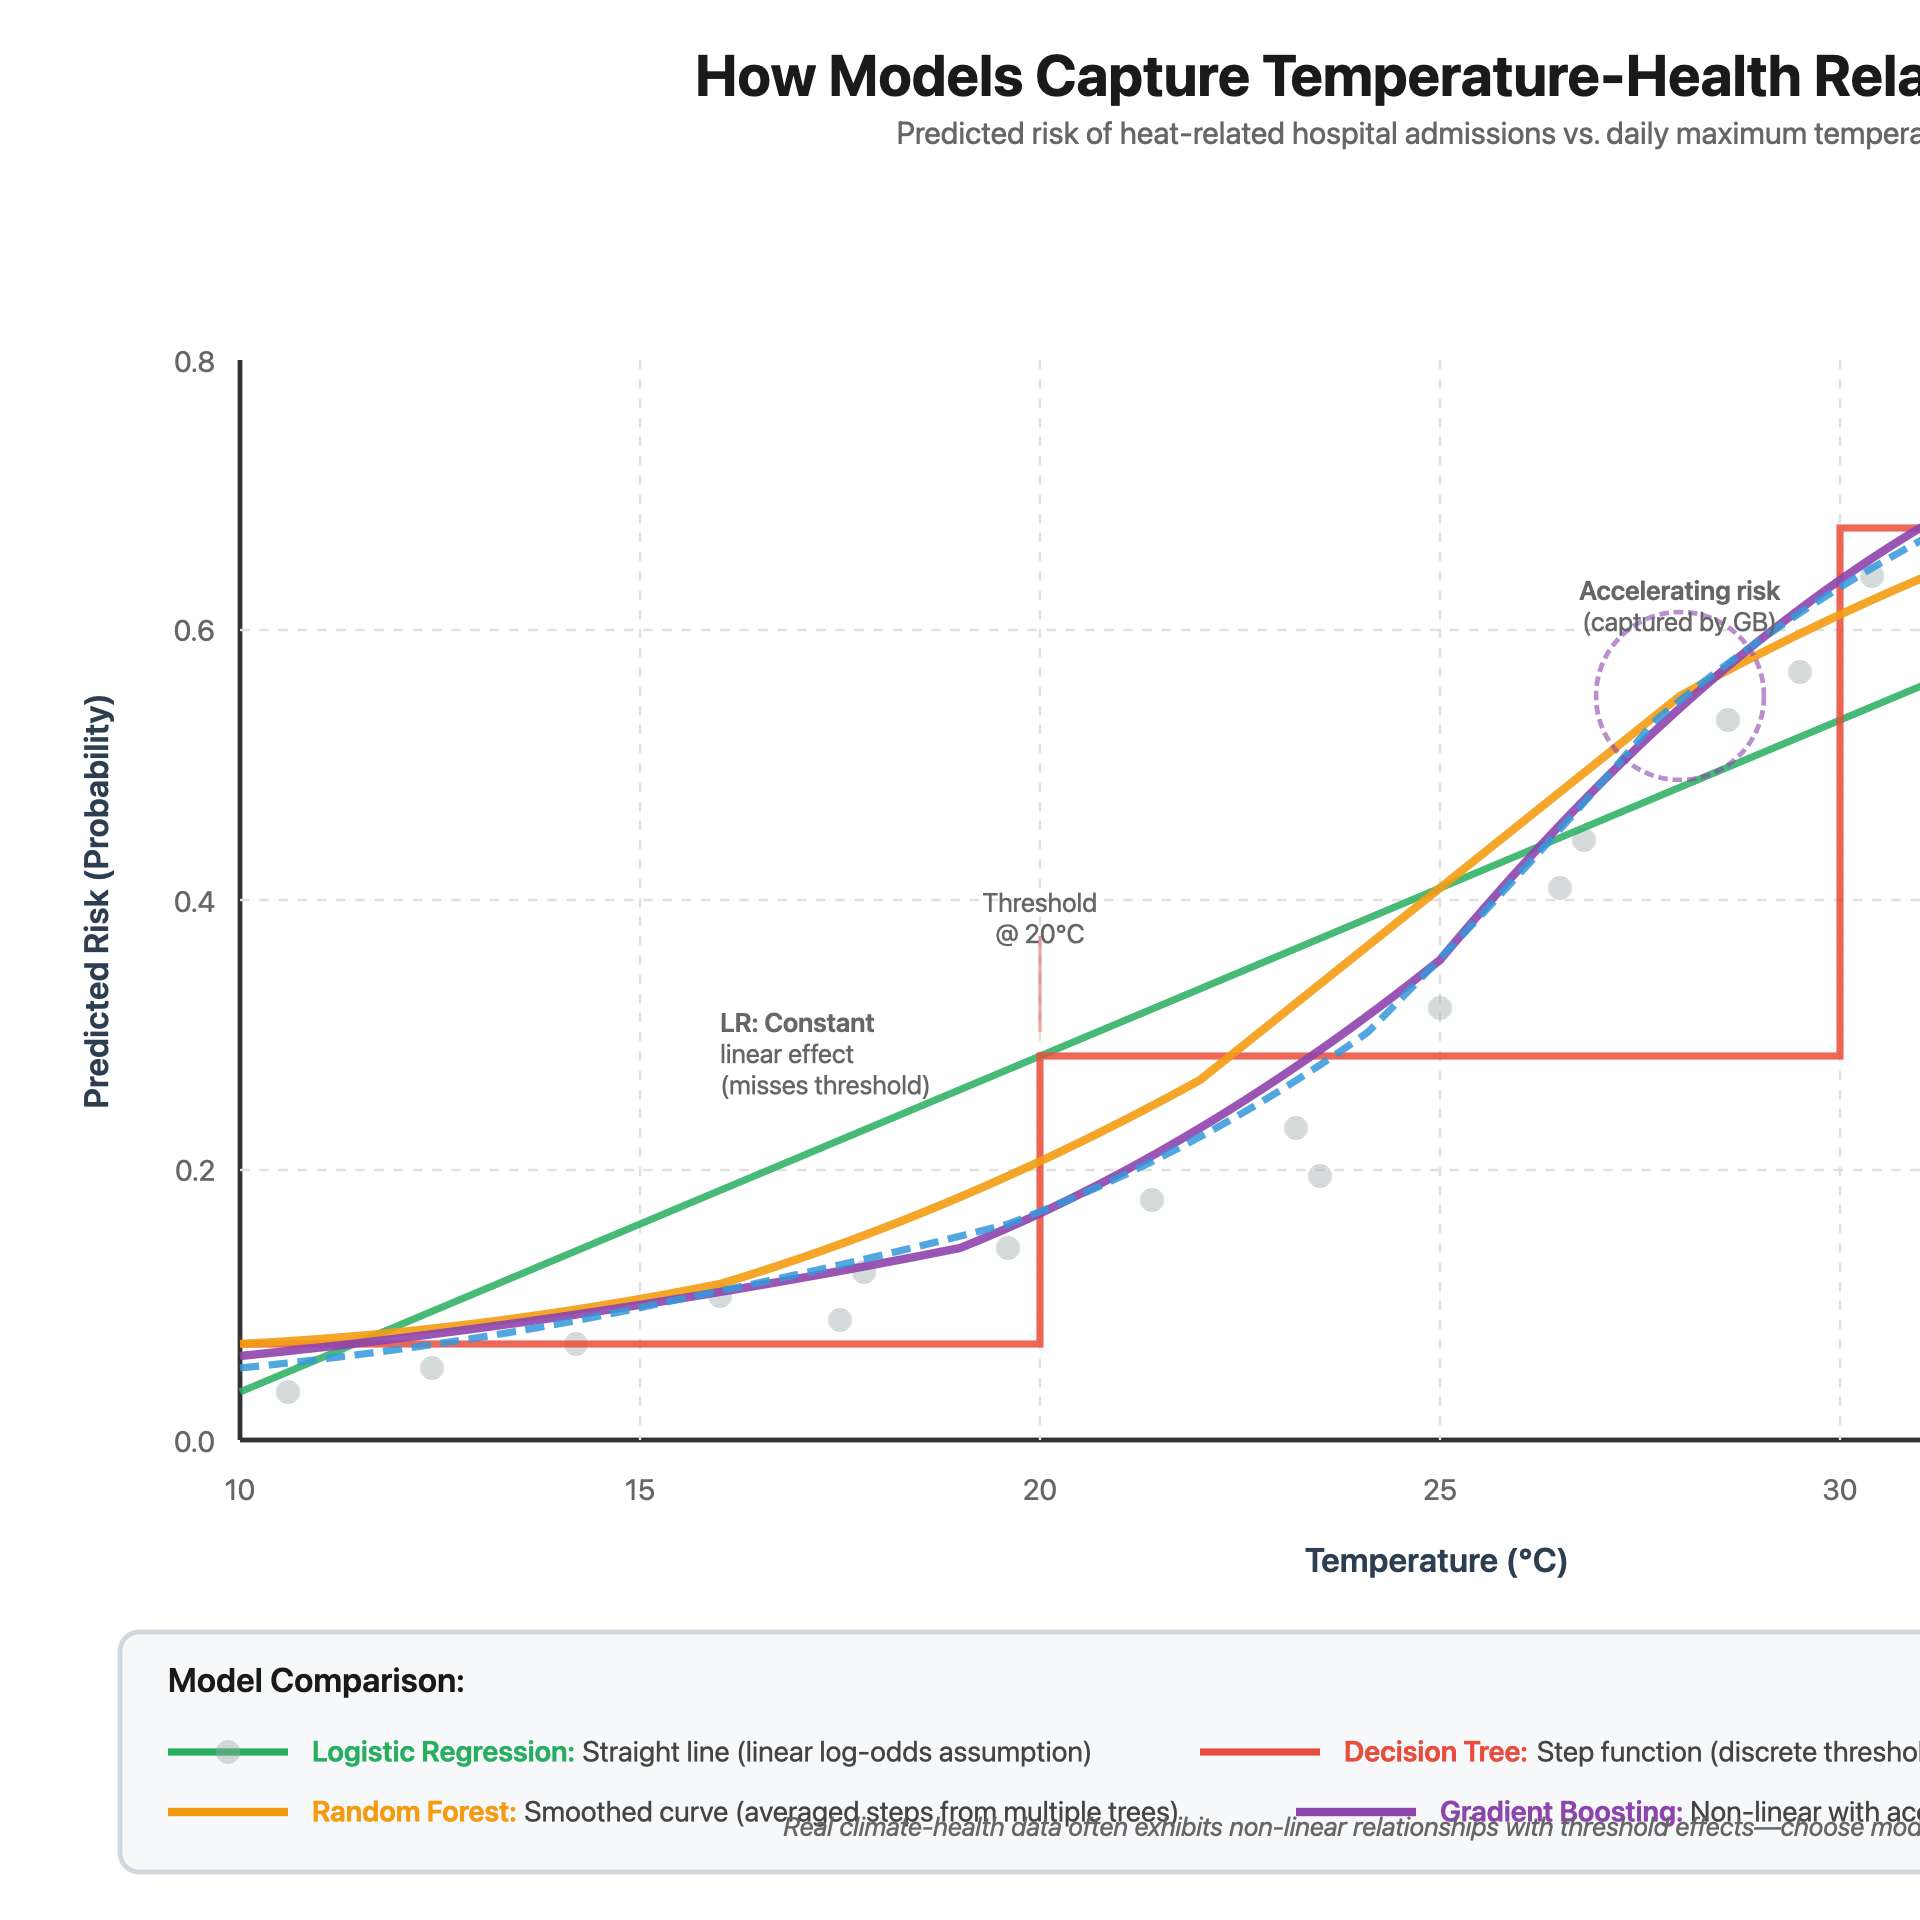 How Models Capture Temperature-Health Rela
Predicted risk of heat-related hospital admissions vs. daily maximum tempera
0.8
0.6
0.4
0.2
0.0
Predicted Risk (Probability)
Accelerating risk
(captured by GB)
Threshold
@ 20°C
LR: Constant
linear effect
(misses threshold)
10 15 20 25 30
Temperature (°C)
Model Comparison:
Logistic Regression: Straight line (linear log-odds assumption)
Decision Tree: Step function (discrete thresho
Random Forest: Smoothed curve (averaged steps from multiple trees)
Gradient Boosting: Non-linear with acc
Real climate-health data often exhibits non-linear relationships with threshold effects—choose mod